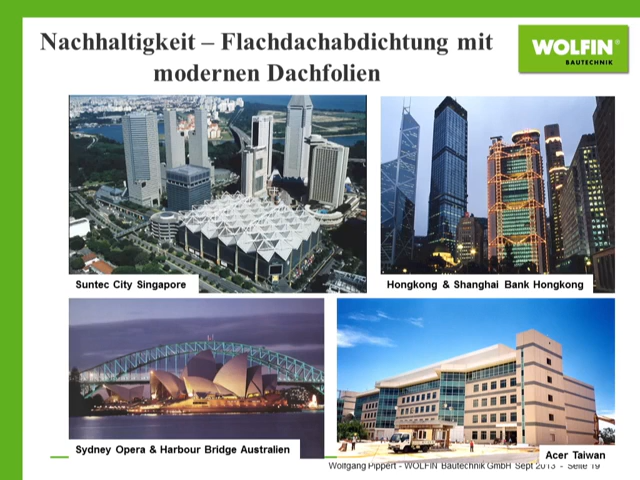 Nachhaltigkeit – Flachdachabdichtung mit
modernen Dachfolien
WOLFIN®
BAUTECHNIK
Suntec City Singapore
Hongkong & Shanghai Bank Hongkong
Sydney Opera & Harbour Bridge Australien
Acer Taiwan
Wolfgang Pippert - WOLFIN Bautechnik GmbH Sept 2013 - Seite 19